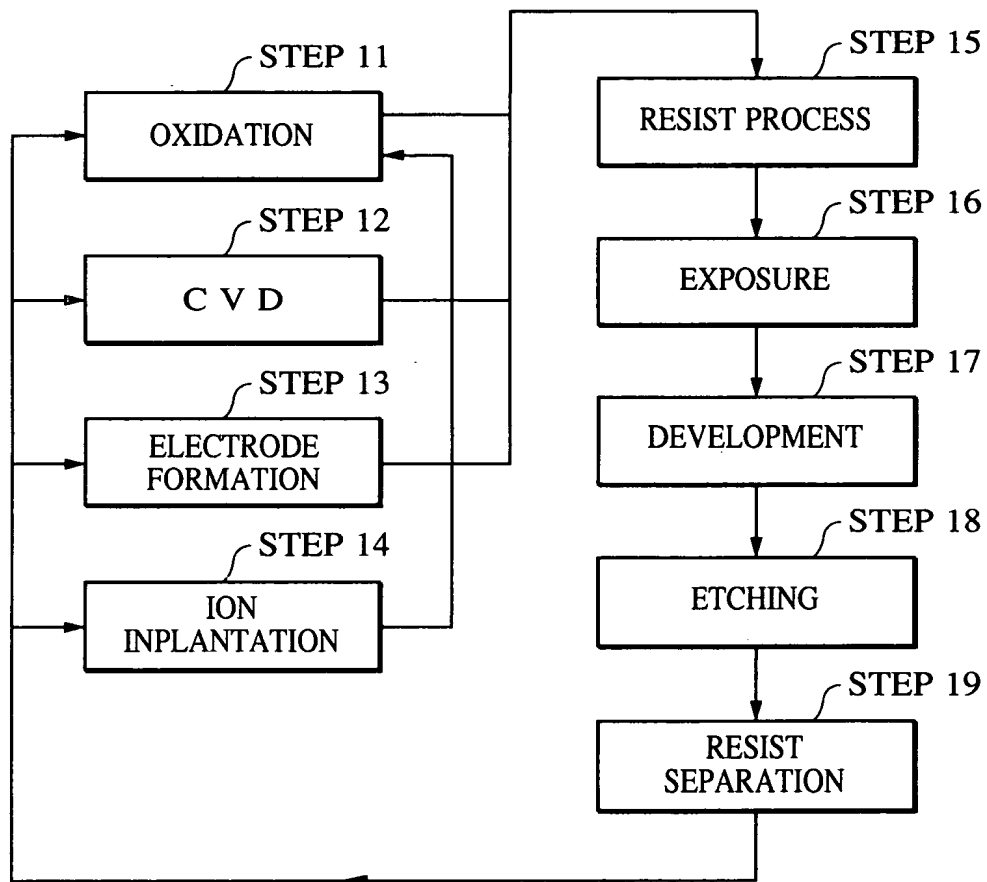 STEP 11
OXIDATION
STEP 12
C V D
STEP 13
ELECTRODE
FORMATION
STEP 14
ION
INPLANTATION
STEP 15
RESIST PROCESS
STEP 16
EXPOSURE
STEP 17
DEVELOPMENT
STEP 18
ETCHING
STEP 19
RESIST
SEPARATION